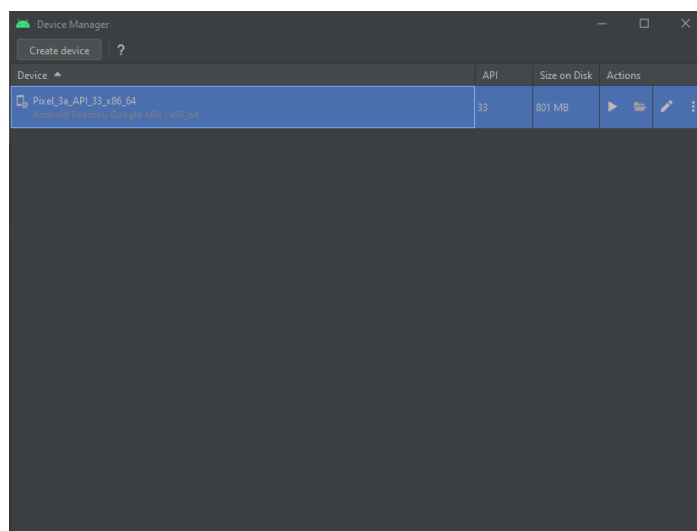 Device Manager
Create device ?
Device API Size on Disk Actions
Pixel_3a_API_33_x86_64 33 801 MB
Android Tiramisu Google APIs | x86_64